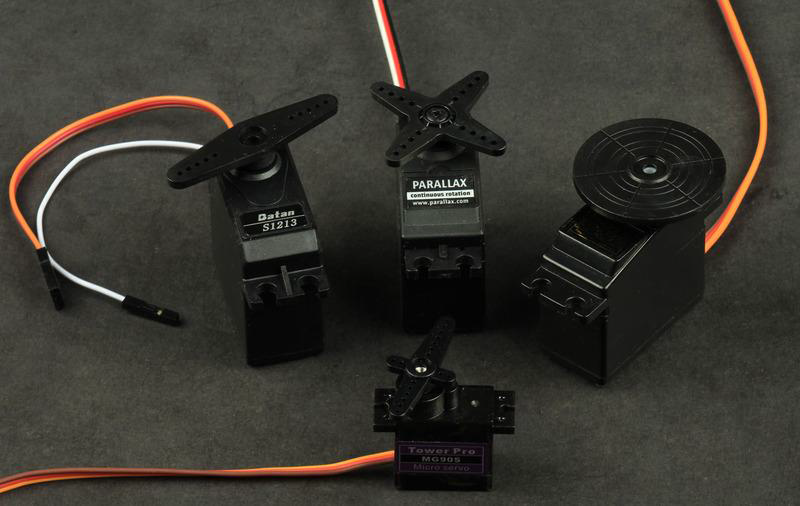 Datan
S1213
PARALLAX
continuous rotation
www.parallax.com
Tower Pro
MG90S
Micro servo